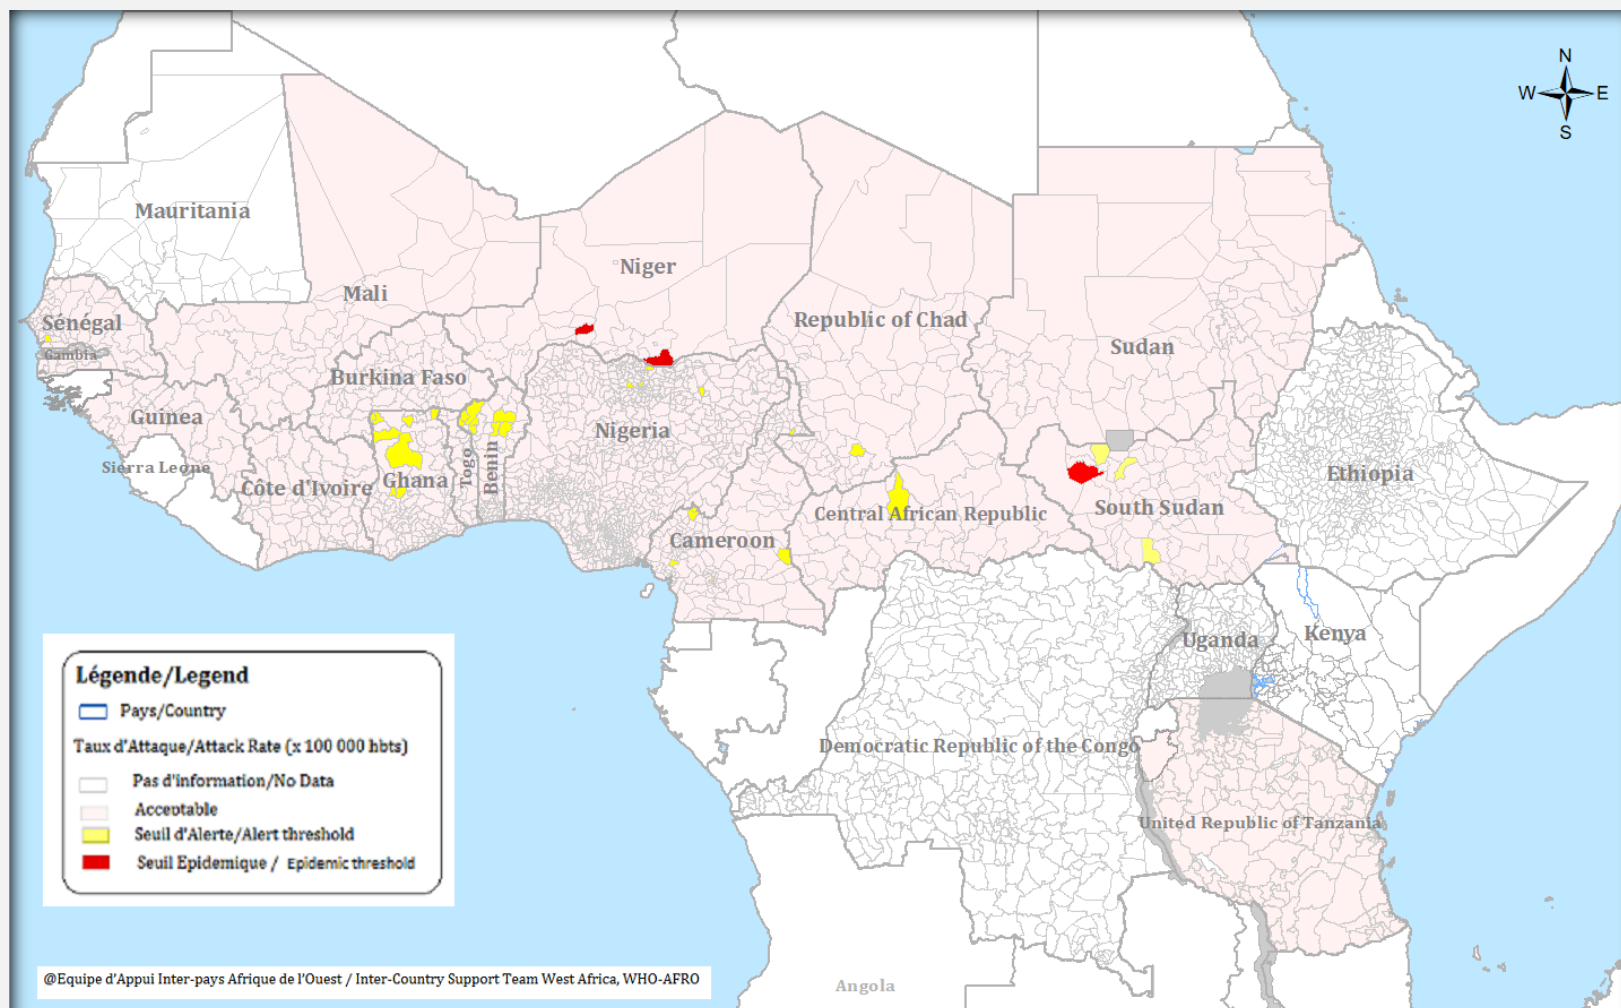 N
W E
S
Mauritania
Niger
Mali
Sénégal
Republic of Chad
Sudan
Gambia
Burkina Faso
Guinea
Nigeria
Sierra Leone
Côte d'Ivoire
Ghana
Togo
Benin
Ethiopia
Central African Republic
South Sudan
Cameroon
Uganda
Kenya
Democratic Republic of the Congo
United Republic of Tanzania
Angola
Légende/Legend
Pays/Country
Taux d'Attaque/Attack Rate (x 100 000 hbts)
Pas d'information/No Data
Acceptable
Seuil d'Alerte/Alert threshold
Seuil Epidemique / Epidemic threshold
@Equipe d'Appui Inter-pays Afrique de l'Ouest / Inter-Country Support Team West Africa, WHO-AFRO